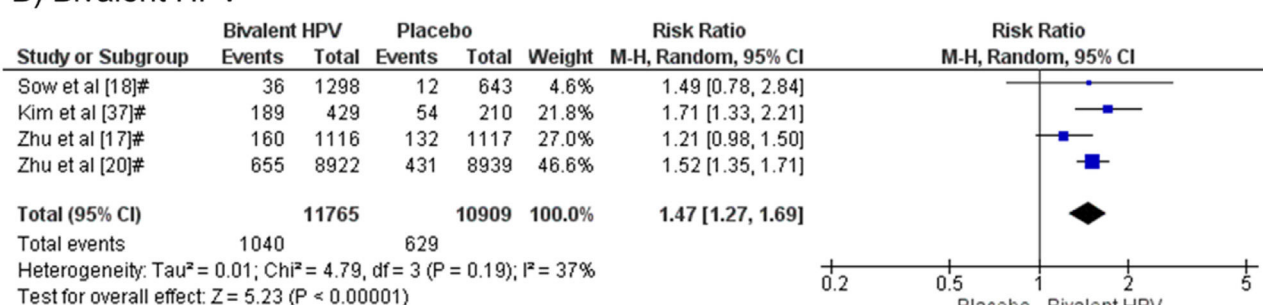 B) Bivalent HPV
Bivalent HPV Placebo Risk Ratio Risk Ratio
Study or Subgroup Events Total Events Total Weight M-H, Random, 95% CI M-H, Random, 95% CI
Sow et al [18]# 36 1298 12 643 4.6% 1.49 [0.78, 2.84]
Kim et al [37]# 189 429 54 210 21.8% 1.71 [1.33, 2.21]
Zhu et al [17]# 160 1116 132 1117 27.0% 1.21 [0.98, 1.50]
Zhu et al [20]# 655 8922 431 8939 46.6% 1.52 [1.35, 1.71]
Total (95% CI) 11765 10909 100.0% 1.47 [1.27, 1.69]
Total events 1040 629
Heterogeneity: Tau² = 0.01; Chi² = 4.79, df = 3 (P = 0.19); I² = 37%
Test for overall effect: Z = 5.23 (P < 0.00001)
0.2 0.5 1 2 5
Placebo Bivalent HPV